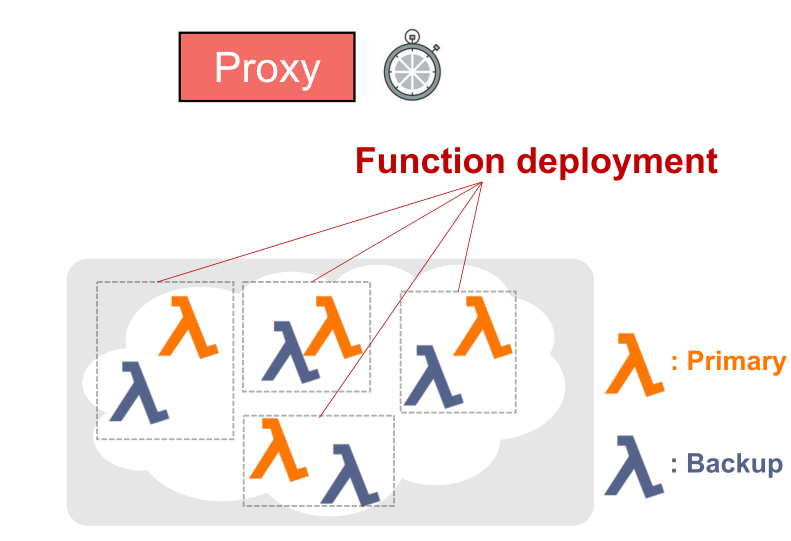 Proxy
Function deployment
λ λ λ λ
λ λ λ λ
λ : Primary
λ : Backup